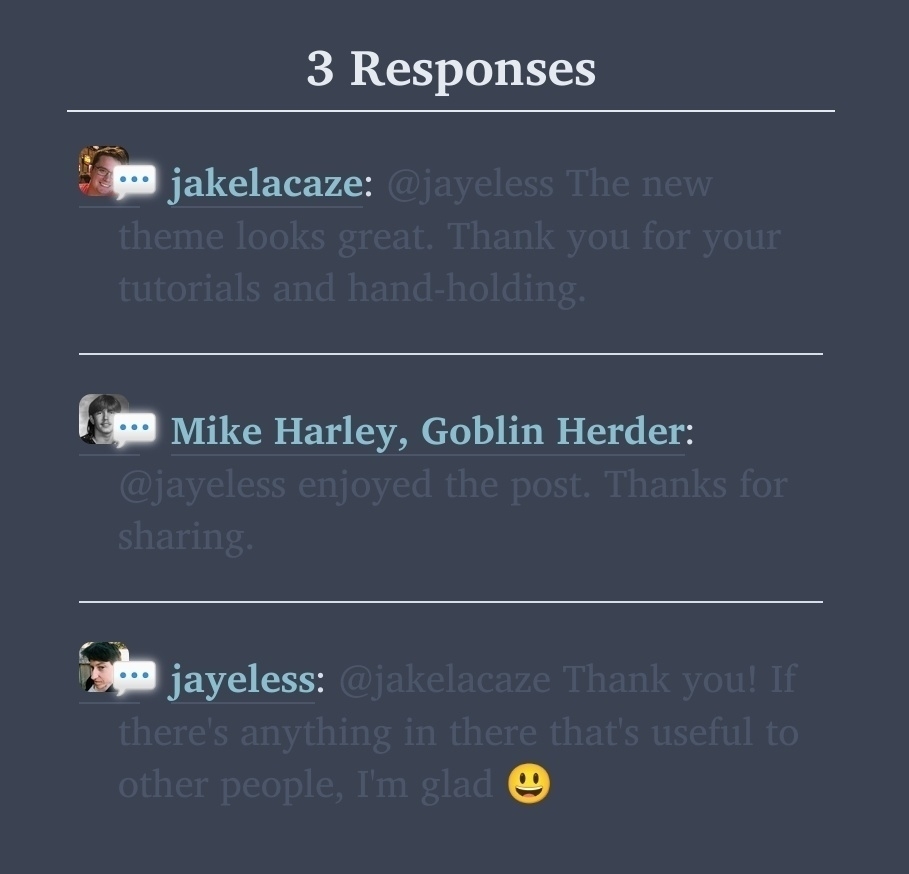 3 Responses
jakelacaze: @jayeless The new
theme looks great. Thank you for your
tutorials and hand-holding.
Mike Harley, Goblin Herder:
@jayeless enjoyed the post. Thanks for
sharing.
jayeless: @jakelacaze Thank you! If
there's anything in there that's useful to
other people, I'm glad 😃